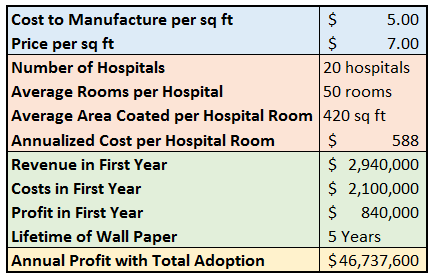 Cost to Manufacture per sq ft $ 5.00
Price per sq ft $ 7.00
Number of Hospitals 20 hospitals
Average Rooms per Hospital 50 rooms
Average Area Coated per Hospital Room 420 sq ft
Annualized Cost per Hospital Room $ 588
Revenue in First Year $ 2,940,000
Costs in First Year $ 2,100,000
Profit in First Year $ 840,000
Lifetime of Wall Paper 5 Years
Annual Profit with Total Adoption $46,737,600